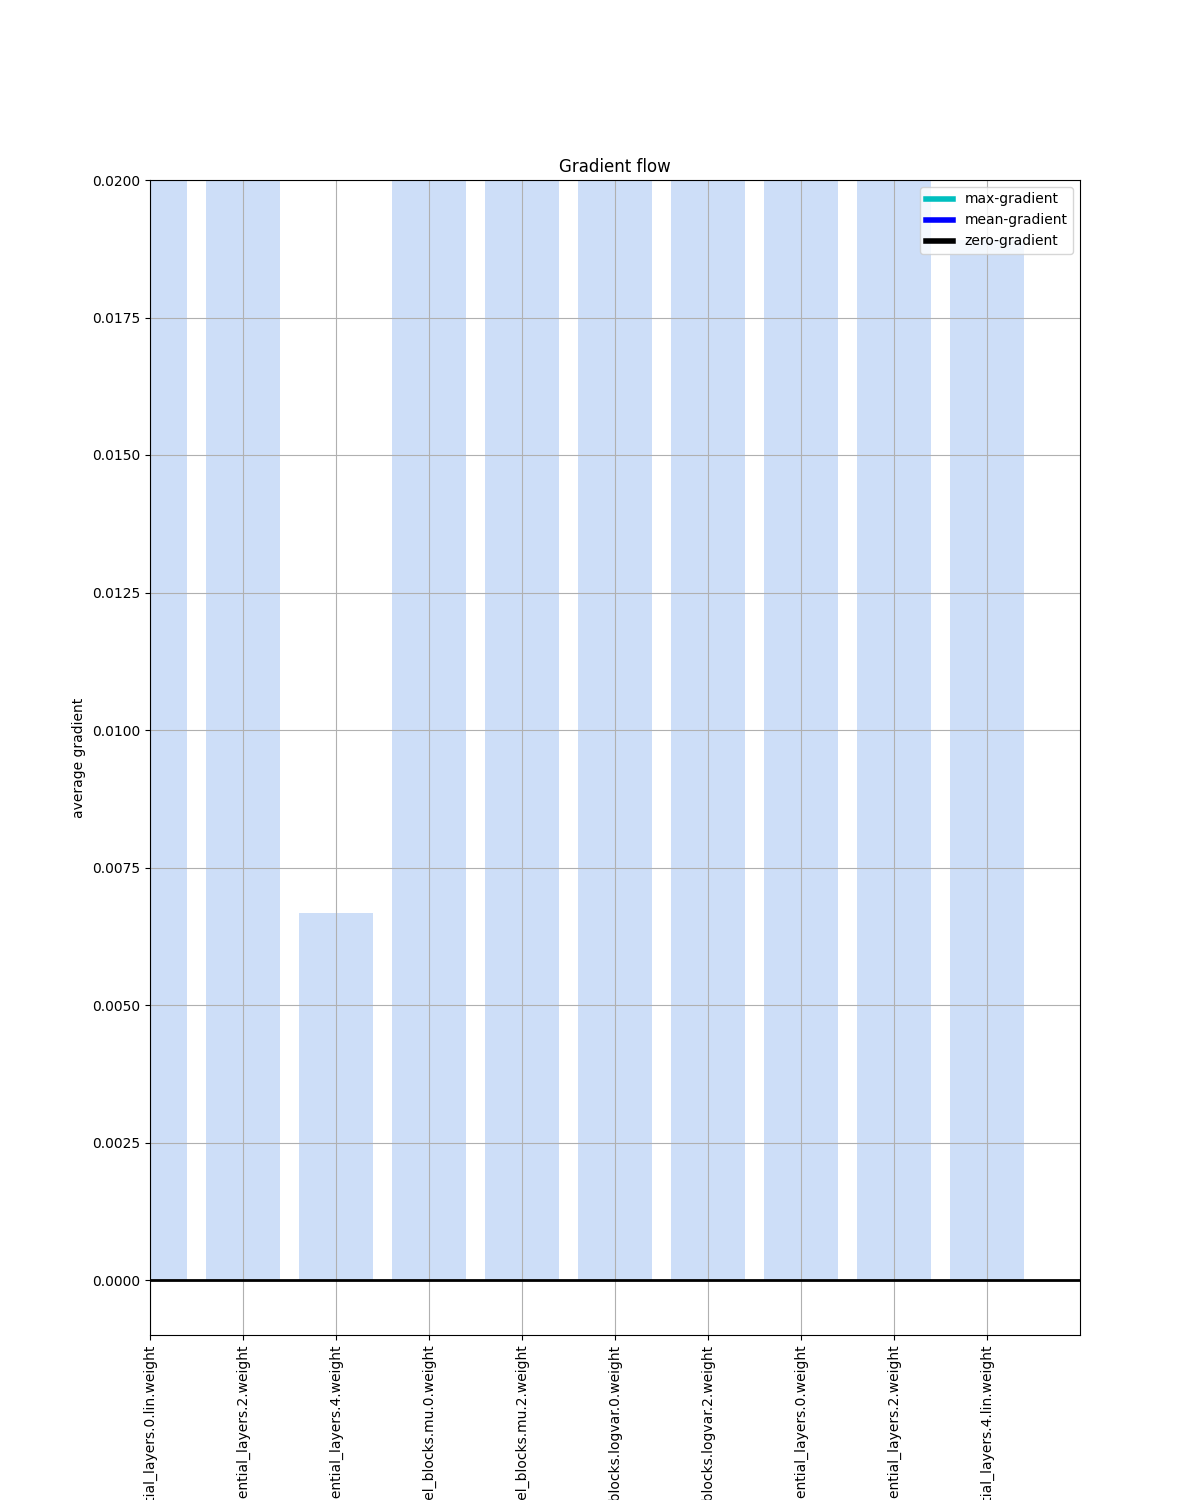 Gradient flow
max-gradient
mean-gradient
zero-gradient
0.0200
0.0175
0.0150
0.0125
0.0100
0.0075
0.0050
0.0025
0.0000
average gradient
tial_layers.0.lin.weight
ential_layers.2.weight
ential_layers.4.weight
el_blocks.mu.0.weight
el_blocks.mu.2.weight
blocks.logvar.0.weight
blocks.logvar.2.weight
ential_layers.0.weight
ential_layers.2.weight
tial_layers.4.lin.weight